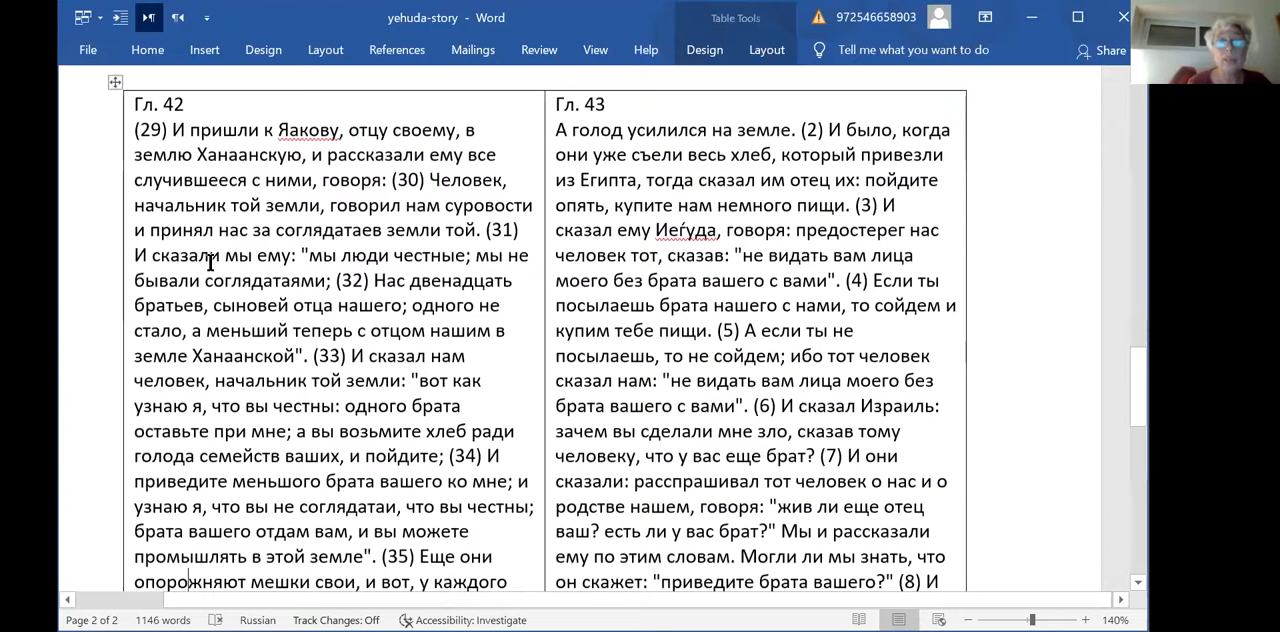 yehuda-story - Word
Table Tools
972546658903
File Home Insert Design Layout References Mailings Review View Help Design Layout Tell me what you want to do Share
Гл. 42
(29) И пришли к Яакову, отцу своему, в
землю Ханаанскую, и рассказали ему все
случившееся с ними, говоря: (30) Человек,
начальник той земли, говорил нам суровости
и принял нас за соглядатаев земли той. (31)
И сказали мы ему: "мы люди честные; мы не
бывали соглядатаями; (32) Нас двенадцать
братьев, сыновей отца нашего; одного не
стало, а меньший теперь с отцом нашим в
земле Ханаанской". (33) И сказал нам
человек, начальник той земли: "вот как
узнаю я, что вы честны: одного брата
оставьте при мне; а вы возьмите хлеб ради
голода семейств ваших, и пойдите; (34) И
приведите меньшого брата вашего ко мне; и
узнаю я, что вы не соглядатаи, что вы честны;
брата вашего отдам вам, и вы можете
промышлять в этой земле". (35) Еще они
опорожняют мешки свои, и вот, у каждого
Гл. 43
А голод усилился на земле. (2) И было, когда
они уже съели весь хлеб, который привезли
из Египта, тогда сказал им отец их: пойдите
опять, купите нам немного пищи. (3) И
сказал ему Иеѓуда, говоря: предостерег нас
человек тот, сказав: "не видать вам лица
моего без брата вашего с вами". (4) Если ты
посылаешь брата нашего с нами, то сойдем и
купим тебе пищи. (5) А если ты не
посылаешь, то не сойдем; ибо тот человек
сказал нам: "не видать вам лица моего без
брата вашего с вами". (6) И сказал Израиль:
зачем вы сделали мне зло, сказав тому
человеку, что у вас еще брат? (7) И они
сказали: расспрашивал тот человек о нас и о
родстве нашем, говоря: "жив ли еще отец
ваш? есть ли у вас брат?" Мы и рассказали
ему по этим словам. Могли ли мы знать, что
он скажет: "приведите брата вашего?" (8) И
Page 2 of 2 1146 words Russian Track Changes: Off Accessibility: Investigate 140%